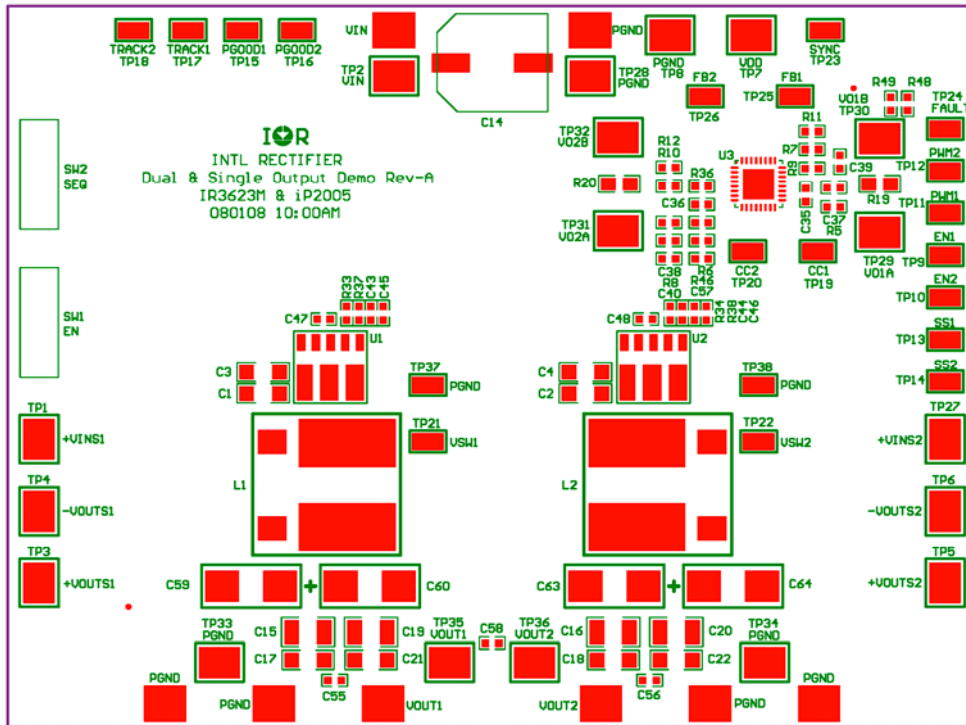 TRACK2
TP18
TRACK1
TP17
PGOOD1
TP15
PGOOD2
TP16
VIN
TP2
VIN
C14
PGND
TP28
PGND
PGND
TP8
VDD
TP7
SYNC
TP23
FB2
TP26
FB1
TP25
R49
R48
VO1B
TP30
TP24
FAULT
SW2
SEQ
IOR
INTL RECTIFIER
Dual & Single Output Demo Rev-A
IR3623M & iP2005
080108 10:00AM
TP32
VO2B
R12
R10
R20
R36
C36
U3
R11
R7
R9
C39
R19
C35
C37
R5
PWM2
TP12
PWM1
TP11
TP31
VO2A
C38
R8
R6
R46
C40
C57
CC2
TP20
CC1
TP19
TP29
VO1A
EN1
TP9
EN2
TP10
SW1
EN
R33
R37
C43
C45
C47
U1
C48
R34
R38
C44
C46
U2
SS1
TP13
SS2
TP14
C3
C1
TP37
PGND
C4
C2
TP38
PGND
TP1
+VINS1
TP21
VSW1
TP22
VSW2
TP27
+VINS2
L1
L2
TP4
-VOUTS1
TP6
-VOUTS2
TP3
+VOUTS1
TP5
+VOUTS2
C59
+
C60
C63
+
C64
TP33
PGND
C15
C19
C17
C21
C55
TP35
VOUT1
C58
TP36
VOUT2
C16
C20
C18
C22
C56
TP34
PGND
PGND
PGND
VOUT1
VOUT2
PGND
PGND